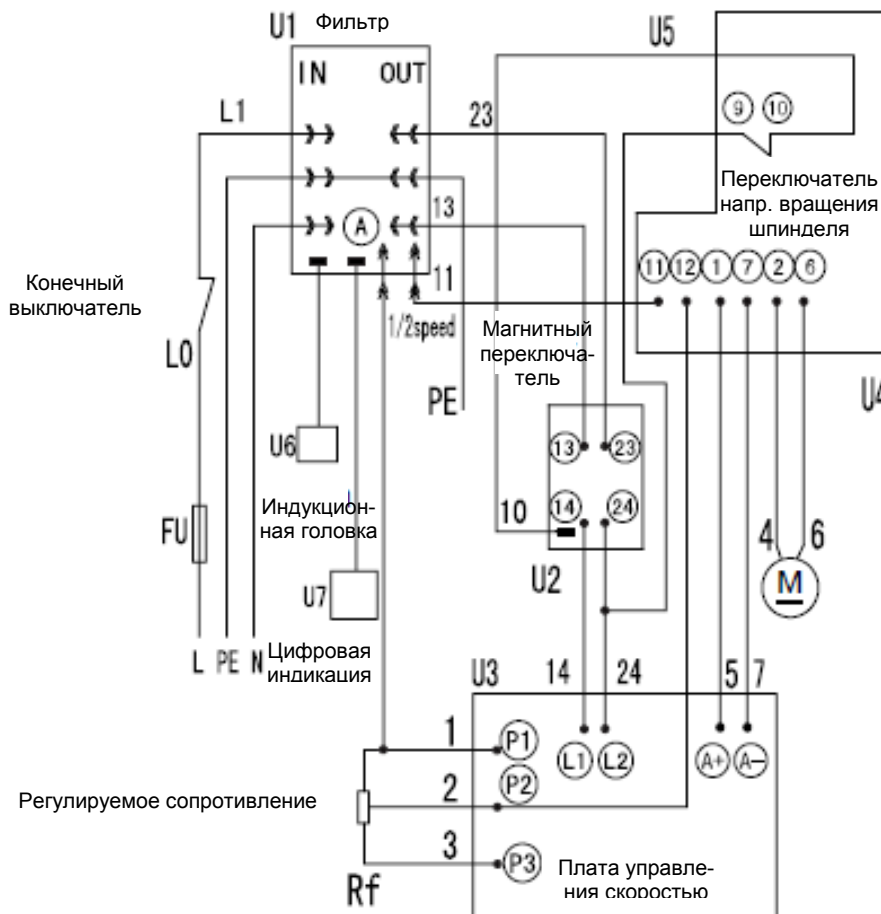 U1 Фильтр
U5
IN OUT
L1
23
9 10
Переключатель
напр. вращения
шпинделя
13
A
11
11 12 1 7 2 6
Конечный
выключатель
1/2speed
Магнитный
переключа-
тель
L0
PE
U4
U6
13 23
Индукцион-
ная головка
10
14 24
FU
U2
4 6
M
U7
L PE N
Цифровая
индикация
U3
14 24 5 7
1
P1
L1 L2 A+ A-
P2
2
Регулируемое сопротивление
3
P3
Rf
Плата управле-
ния скоростью